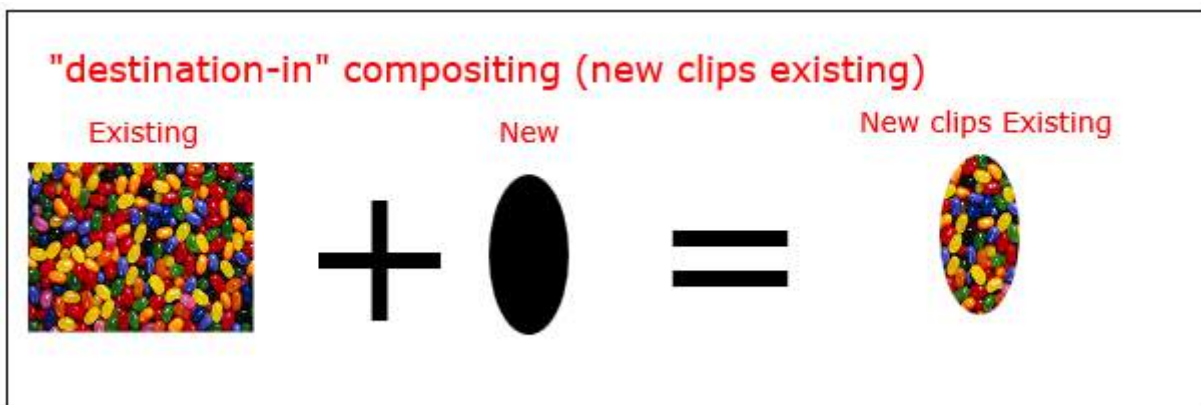 "destination-in" compositing (new clips existing)
Existing
New
New clips Existing